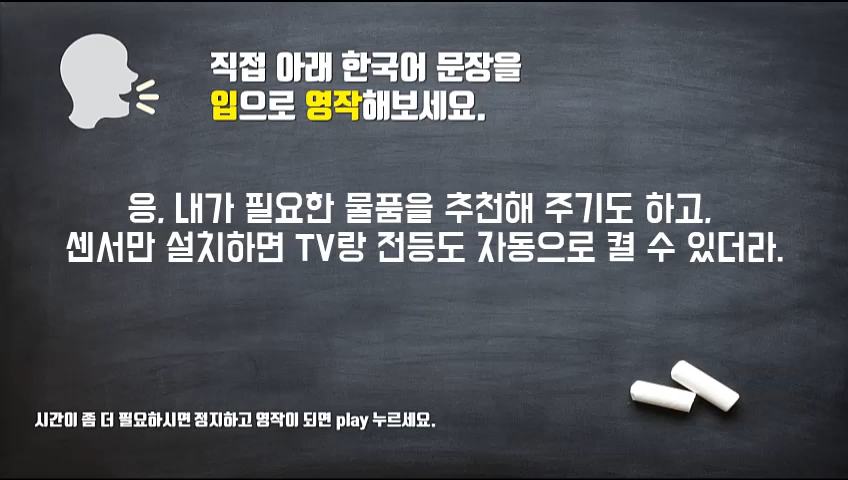 직접 아래 한국어 문장을
입으로 영작해보세요.
응, 내가 필요한 물품을 추천해 주기도 하고,
센서만 설치하면 TV랑 전등도 자동으로 켤 수 있더라.
시간이 좀 더 필요하시면 정지하고 영작이 되면 play 누르세요.